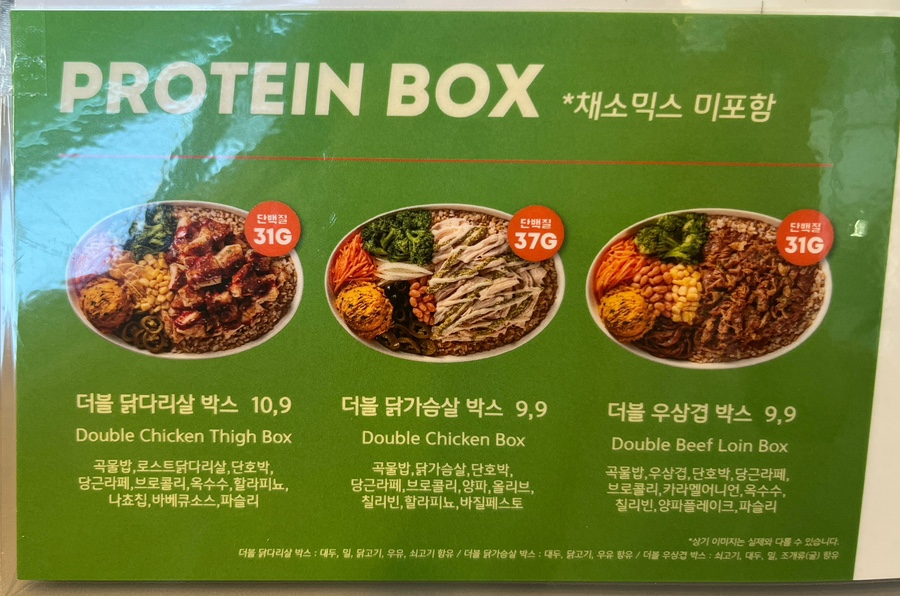 PROTEIN BOX *채소믹스 미포함
단백질
31G
단백질
37G
단백질
31G
더블 닭다리살 박스 10,9
Double Chicken Thigh Box
곡물밥,로스트닭다리살,단호박,
당근라페,브로콜리,옥수수,할라피뇨,
나쵸칩,바베큐소스,파슬리
더블 닭가슴살 박스 9,9
Double Chicken Box
곡물밥,닭가슴살,단호박,
당근라페,브로콜리,양파,올리브,
칠리빈,할라피뇨,바질페스토
더블 우삼겹 박스 9,9
Double Beef Loin Box
곡물밥,우삼겹,단호박,당근라페,
브로콜리,카라멜어니언,옥수수,
칠리빈,양파플레이크,파슬리
*상기 이미지는 실제와 다를 수 있습니다.
더블 닭다리살 박스 : 대두, 밀, 닭고기, 우유, 쇠고기 함유 / 더블 닭가슴살 박스 : 대두, 닭고기, 우유 함유 / 더블 우삼겹 박스 : 쇠고기, 대두, 밀, 조개류(굴) 함유